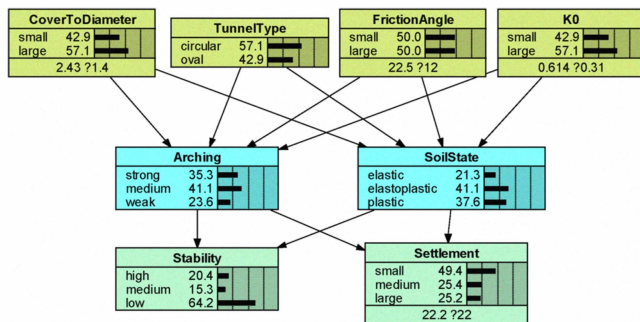 CoverToDiameter
small 42.9
large 57.1
2.43 ?1.4
TunnelType
circular 57.1
oval 42.9
FrictionAngle
small 50.0
large 50.0
22.5 ?12
K0
small 42.9
large 57.1
0.614 ?0.31
Arching
strong 35.3
medium 41.1
weak 23.6
SoilState
elastic 21.3
elastoplastic 41.1
plastic 37.6
Stability
high 20.4
medium 15.3
low 64.2
Settlement
small 49.4
medium 25.4
large 25.2
22.2 ?22